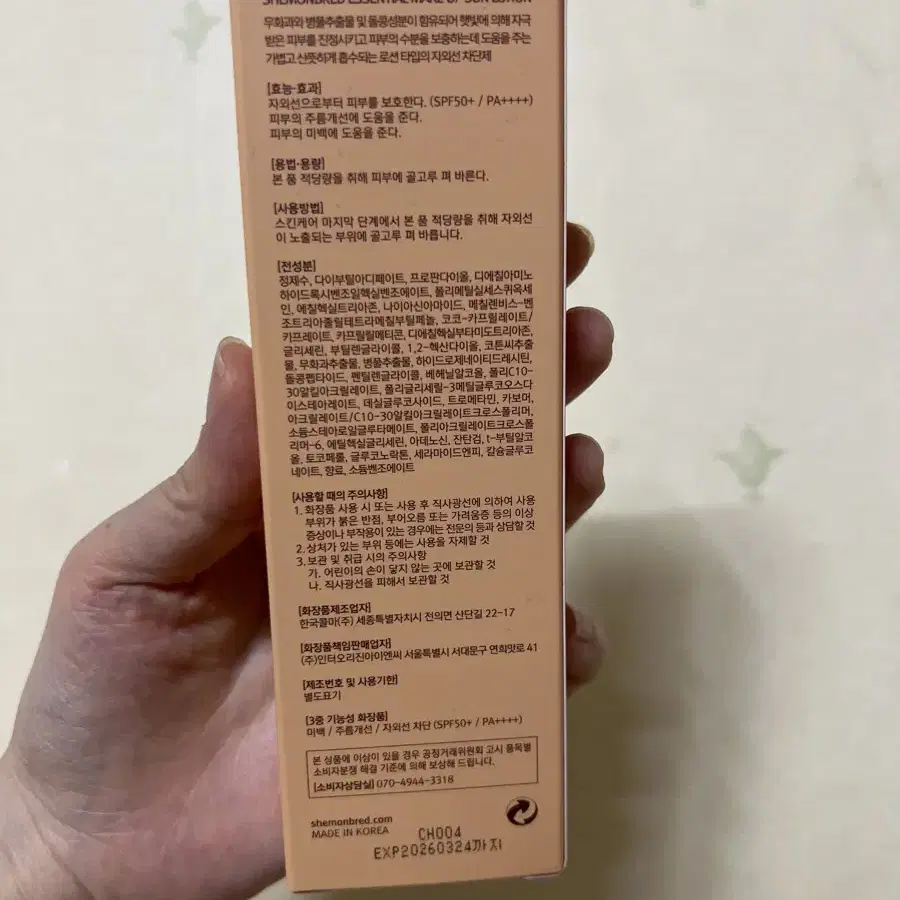 SHEMONBRED ESSENTIAL MAKE UP SUN LOTION
무화과와 병풀추출물 및 돌콩성분이 함유되어 햇빛에 의해 자극
받은 피부를 진정시키고 피부의 수분을 보충하는데 도움을 주는
가볍고 산뜻하게 흡수되는 로션 타입의 자외선 차단제
[효능·효과]
자외선으로부터 피부를 보호한다. (SPF50+ / PA++++)
피부의 주름개선에 도움을 준다.
피부의 미백에 도움을 준다.
[용법·용량]
본 품 적당량을 취해 피부에 골고루 펴 바른다.
[사용방법]
스킨케어 마지막 단계에서 본 품 적당량을 취해 자외선
이 노출되는 부위에 골고루 펴 바릅니다.
[전성분]
정제수, 다이부틸아디페이트, 프로판다이올, 디에칠아미노
하이드록시벤조일헥실벤조에이트, 폴리메틸실세스퀴옥세
인, 에칠헥실트리아존, 나이아신아마이드, 메칠렌비스-벤
조트리아졸릴테트라메칠부틸페놀, 코코-카프릴레이트/
카프레이트, 카프릴릴메티콘, 디에칠헥실부타미도트리아존,
글리세린, 부틸렌글라이콜, 1,2-헥산다이올, 코튼씨추출
물, 무화과추출물, 병풀추출물, 하이드로제네이티드레시틴,
돌콩펩타이드, 펜틸렌글라이콜, 베헤닐알코올, 폴리C10-
30알킬아크릴레이트, 폴리글리세릴-3메틸글루코오스다
이스테아레이트, 데실글루코사이드, 트로메타민, 카보머,
아크릴레이트/C10-30알킬아크릴레이트크로스폴리머,
소듐스테아로일글루타메이트, 폴리아크릴레이트크로스폴
리머-6, 에틸헥실글리세린, 아데노신, 잔탄검, t-부틸알코
올, 토코페롤, 글루코노락톤, 세라마이드엔피, 칼슘글루코
네이트, 향료, 소듐벤조에이트
[사용할 때의 주의사항]
1. 화장품 사용 시 또는 사용 후 직사광선에 의하여 사용
부위가 붉은 반점, 부어오름 또는 가려움증 등의 이상
증상이나 부작용이 있는 경우에는 전문의 등과 상담할 것
2. 상처가 있는 부위 등에는 사용을 자제할 것
3. 보관 및 취급 시의 주의사항
가. 어린이의 손이 닿지 않는 곳에 보관할 것
나. 직사광선을 피해서 보관할 것
[화장품제조업자]
한국콜마(주) 세종특별자치시 전의면 산단길 22-17
[화장품책임판매업자]
(주)인터오리진아이엔씨 서울특별시 서대문구 연희맛로 41
[제조번호 및 사용기한]
별도표기
[3중 기능성 화장품]
미백 / 주름개선 / 자외선 차단 (SPF50+ / PA++++)
본 상품에 이상이 있을 경우 공정거래위원회 고시 품목별
소비자분쟁 해결 기준에 의해 보상해 드립니다.
[소비자상담실] 070-4944-3318
shemonbred.com
MADE IN KOREA
CH004
EXP20260324까지